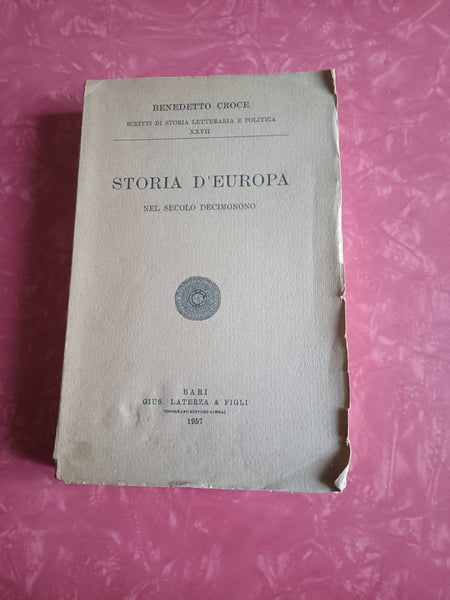 BENEDETTO CROCE
SCRITTI DI STORIA LETTERARIA E POLITICA
XXVII
STORIA D'EUROPA
NEL SECOLO DECIMONONO
BARI
GIUS. LATERZA & FIGLI
TIPOGRAFI-EDITORI-LIBRAI
1957